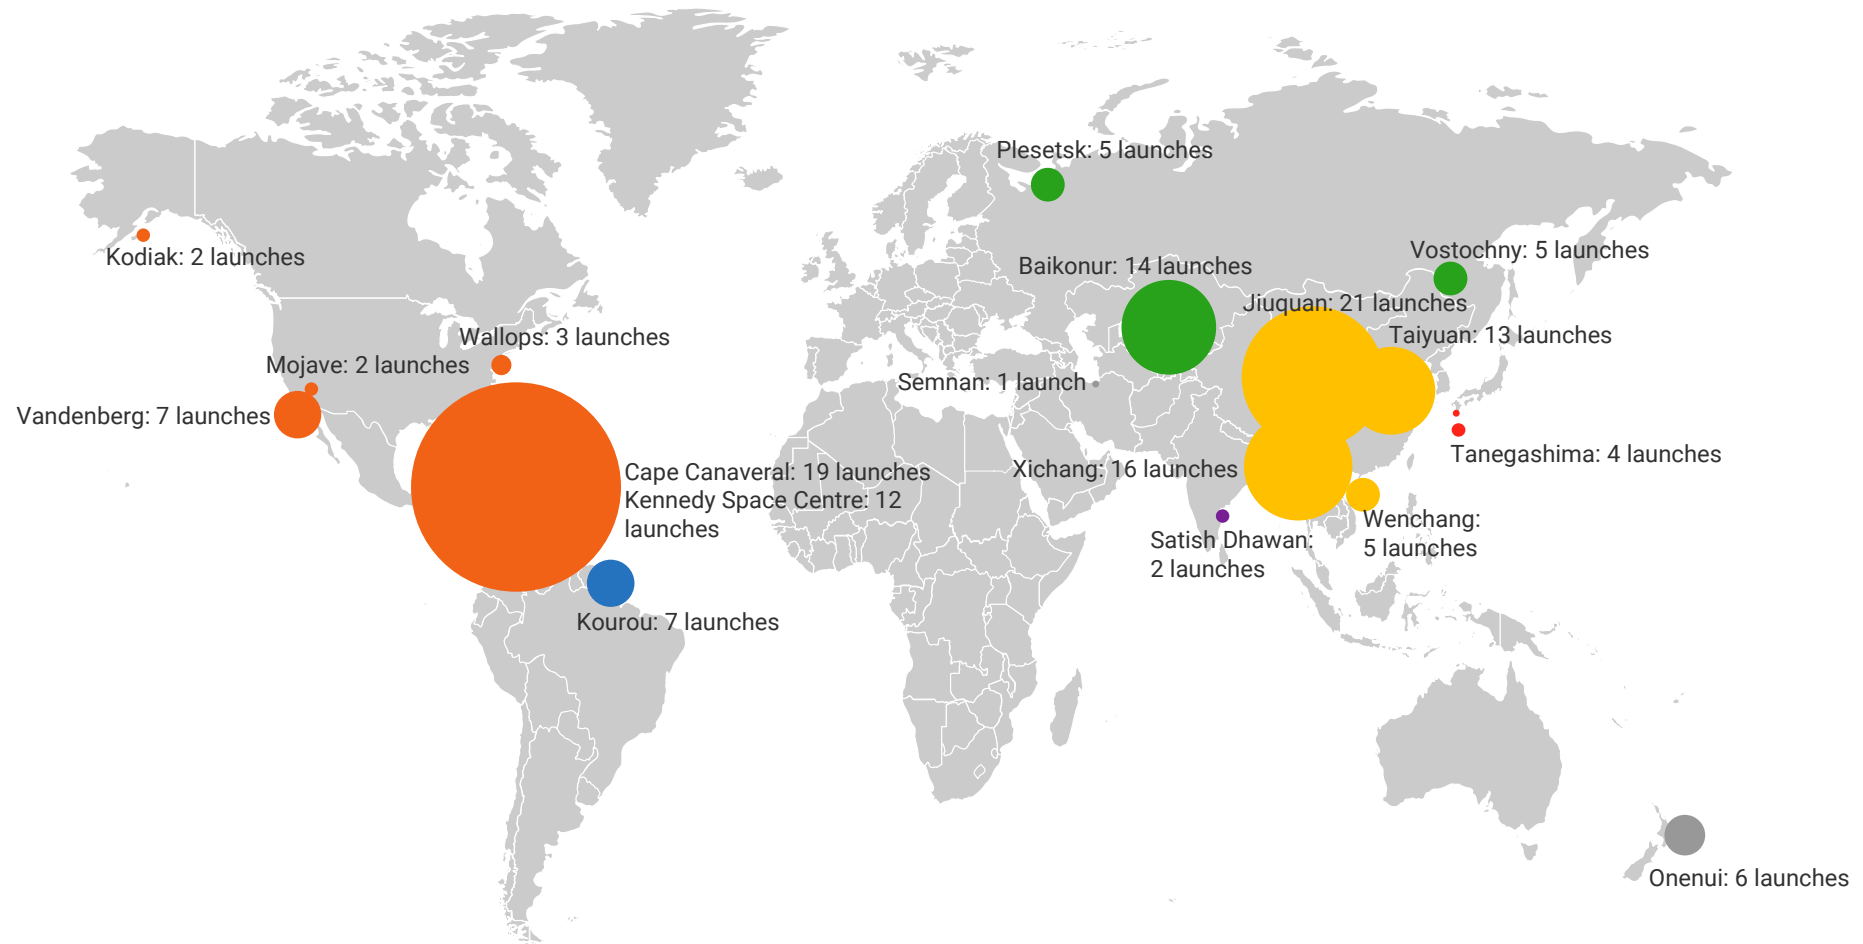 Plesetsk: 5 launches
Kodiak: 2 launches
Vostochny: 5 launches
Baikonur: 14 launches
Jiuquan: 21 launches
Wallops: 3 launches
Taiyuan: 13 launches
Mojave: 2 launches
Semnan: 1 launch
Vandenberg: 7 launches
Tanegashima: 4 launches
Cape Canaveral: 19 launches
Kennedy Space Centre: 12
launches
Xichang: 16 launches
Wenchang:
5 launches
Satish Dhawan:
2 launches
Kourou: 7 launches
Onenui: 6 launches